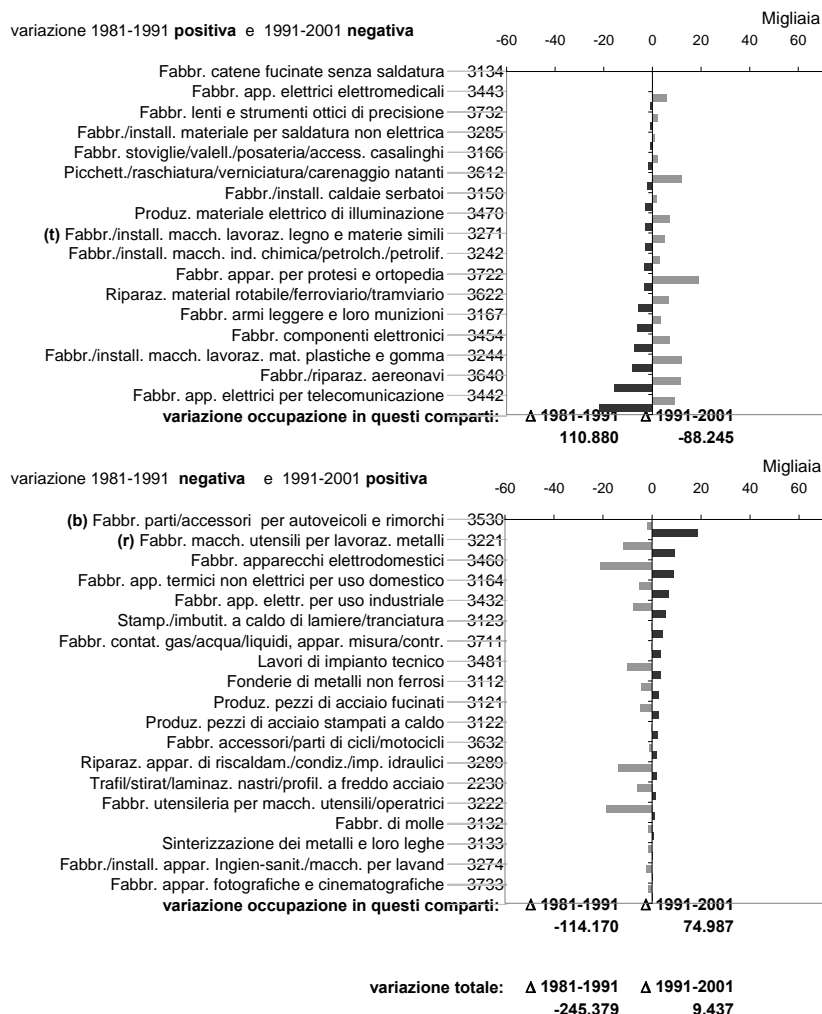 Migliaia
variazione 1981-1991 positiva e 1991-2001 negativa
-60 -40 -20 0 20 40 60
Fabbr. catene fucinate senza saldatura 3134
Fabbr. app. elettrici elettromedicali 3443
Fabbr. lenti e strumenti ottici di precisione 3732
Fabbr./install. materiale per saldatura non elettrica 3285
Fabbr. stoviglie/valell./posateria/access. casalinghi 3166
Picchett./raschiatura/verniciatura/carenaggio natanti 3612
Fabbr./install. caldaie serbatoi 3150
Produz. materiale elettrico di illuminazione 3470
(t) Fabbr./install. macch. lavoraz. legno e materie simili 3271
Fabbr./install. macch. ind. chimica/petrolch./petrolif. 3242
Fabbr. appar. per protesi e ortopedia 3722
Riparaz. material rotabile/ferroviario/tramviario 3622
Fabbr. armi leggere e loro munizioni 3167
Fabbr. componenti elettronici 3454
Fabbr./install. macch. lavoraz. mat. plastiche e gomma 3244
Fabbr./riparaz. aereonavi 3640
Fabbr. app. elettrici per telecomunicazione 3442
variazione occupazione in questi comparti: Δ 1981-1991 Δ 1991-2001
110.880 -88.245
Migliaia
variazione 1981-1991 negativa e 1991-2001 positiva
-60 -40 -20 0 20 40 60
(b) Fabbr. parti/accessori per autoveicoli e rimorchi 3530
(r) Fabbr. macch. utensili per lavoraz. metalli 3221
Fabbr. apparecchi elettrodomestici 3460
Fabbr. app. termici non elettrici per uso domestico 3164
Fabbr. app. elettr. per uso industriale 3432
Stamp./imbutit. a caldo di lamiere/tranciatura 3123
Fabbr. contat. gas/acqua/liquidi, appar. misura/contr. 3711
Lavori di impianto tecnico 3481
Fonderie di metalli non ferrosi 3112
Produz. pezzi di acciaio fucinati 3121
Produz. pezzi di acciaio stampati a caldo 3122
Fabbr. accessori/parti di cicli/motocicli 3632
Riparaz. appar. di riscaldam./condiz./imp. idraulici 3289
Trafil/stirat/laminaz. nastri/profil. a freddo acciaio 2230
Fabbr. utensileria per macch. utensili/operatrici 3222
Fabbr. di molle 3132
Sinterizzazione dei metalli e loro leghe 3133
Fabbr./install. appar. Ingien-sanit./macch. per lavand 3274
Fabbr. appar. fotografiche e cinematografiche 3733
variazione occupazione in questi comparti: Δ 1981-1991 Δ 1991-2001
-114.170 74.987
variazione totale: Δ 1981-1991 Δ 1991-2001
-245.379 9.437